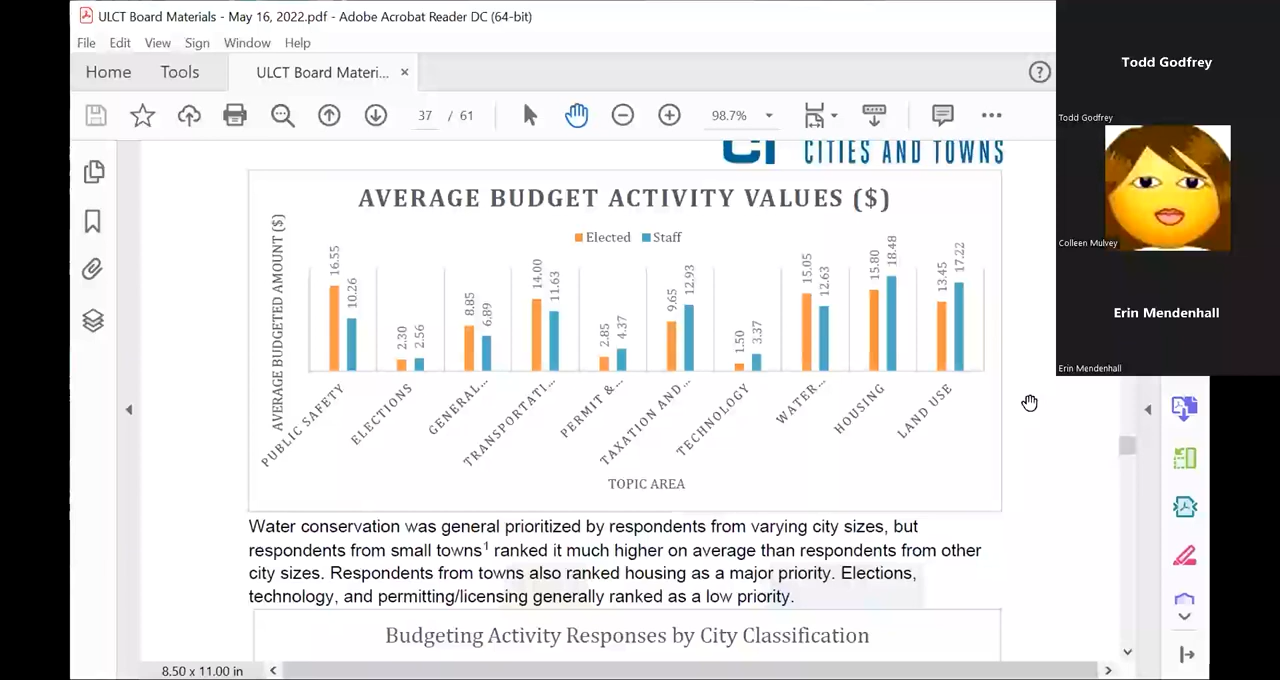 ULCT Board Materials - May 16, 2022.pdf - Adobe Acrobat Reader DC (64-bit)
File Edit View Sign Window Help
Home Tools ULCT Board Materi... ×
37 / 61 98.7%
CITIES AND TOWNS
AVERAGE BUDGET ACTIVITY VALUES ($)
Elected Staff
AVERAGE BUDGETED AMOUNT ($)
16.55 10.26 2.30 2.56 8.85 6.89 14.00 11.63 2.85 4.37 9.65 12.93 1.50 3.37 15.05 12.63 15.80 18.48 13.45 17.22
PUBLIC SAFETY ELECTIONS GENERAL... TRANSPORTATI... PERMIT &... TAXATION AND... TECHNOLOGY WATER... HOUSING LAND USE
TOPIC AREA
Water conservation was general prioritized by respondents from varying city sizes, but
respondents from small towns¹ ranked it much higher on average than respondents from other
city sizes. Respondents from towns also ranked housing as a major priority. Elections,
technology, and permitting/licensing generally ranked as a low priority.
Budgeting Activity Responses by City Classification
8.50 x 11.00 in
Todd Godfrey
Todd Godfrey
Colleen Mulvey
Erin Mendenhall
Erin Mendenhall